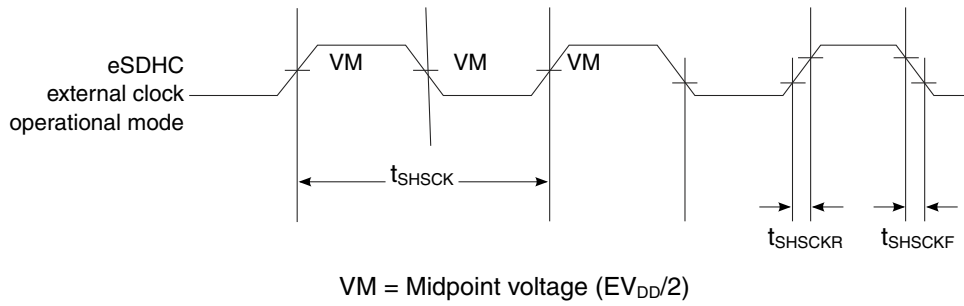 eSDHC
external clock
operational mode
VM VM VM
tSHSCK
tSHSCKR tSHSCKF
VM = Midpoint voltage (EVDD/2)